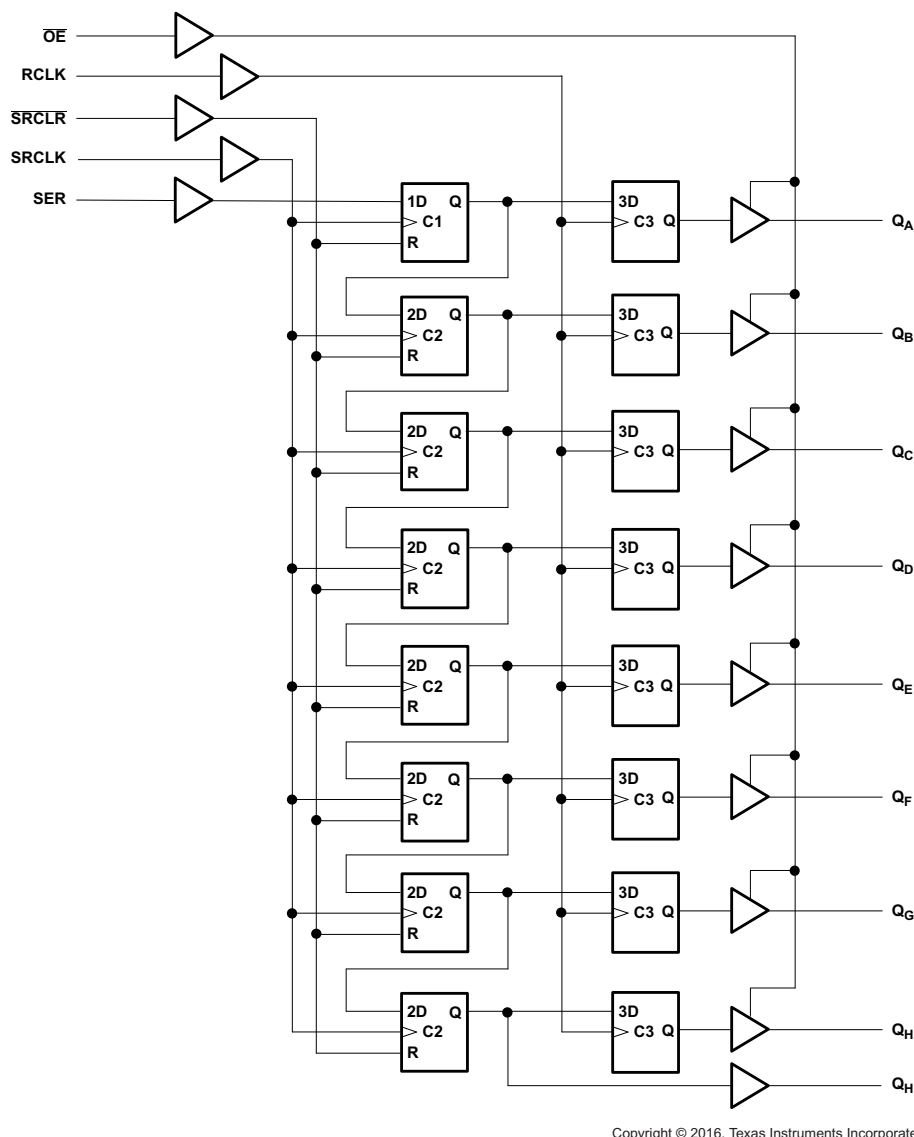 OE
RCLK
SRCLR
SRCLK
SER
1D Q
C1
R
3D
C3 Q
QA
2D Q
C2
R
3D
C3 Q
QB
2D Q
C2
R
3D
C3 Q
QC
2D Q
C2
R
3D
C3 Q
QD
2D Q
C2
R
3D
C3 Q
QE
2D Q
C2
R
3D
C3 Q
QF
2D Q
C2
R
3D
C3 Q
QG
2D Q
C2
R
3D
C3 Q
QH
QH
Copyright © 2016, Texas Instruments Incorporate